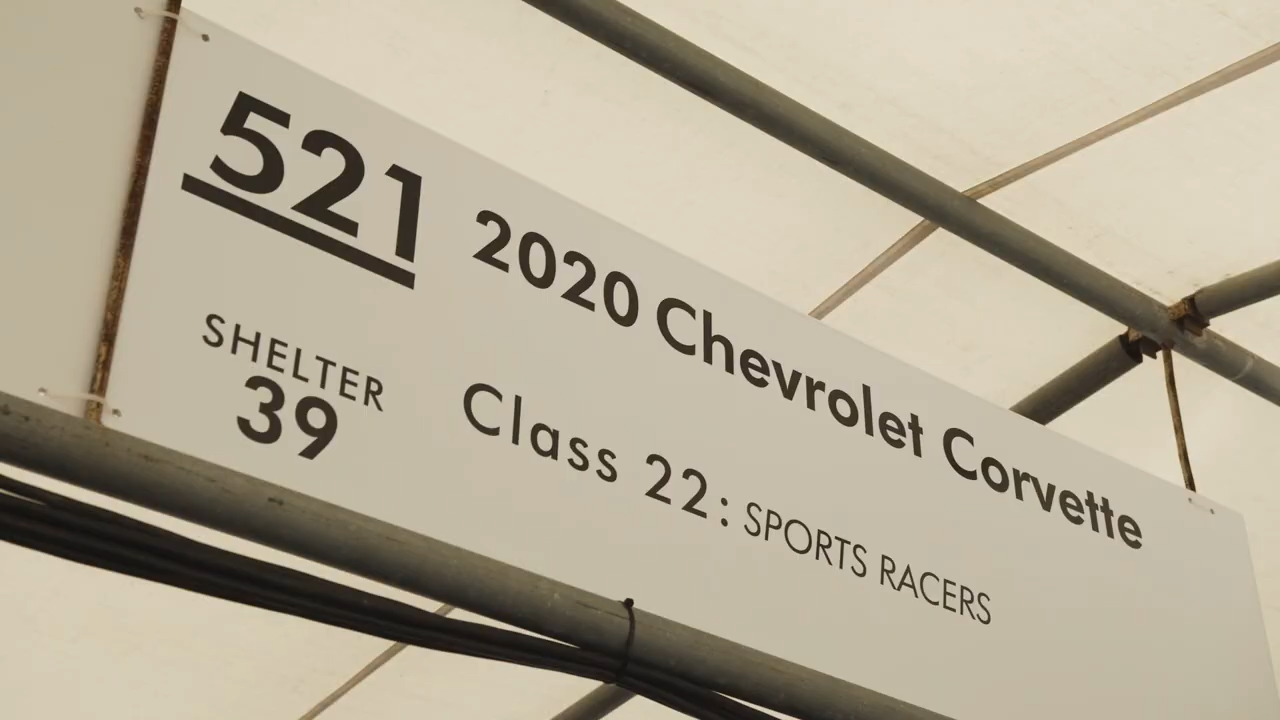 521
2020 Chevrolet Corvette
SHELTER
39
Class 22: SPORTS RACERS